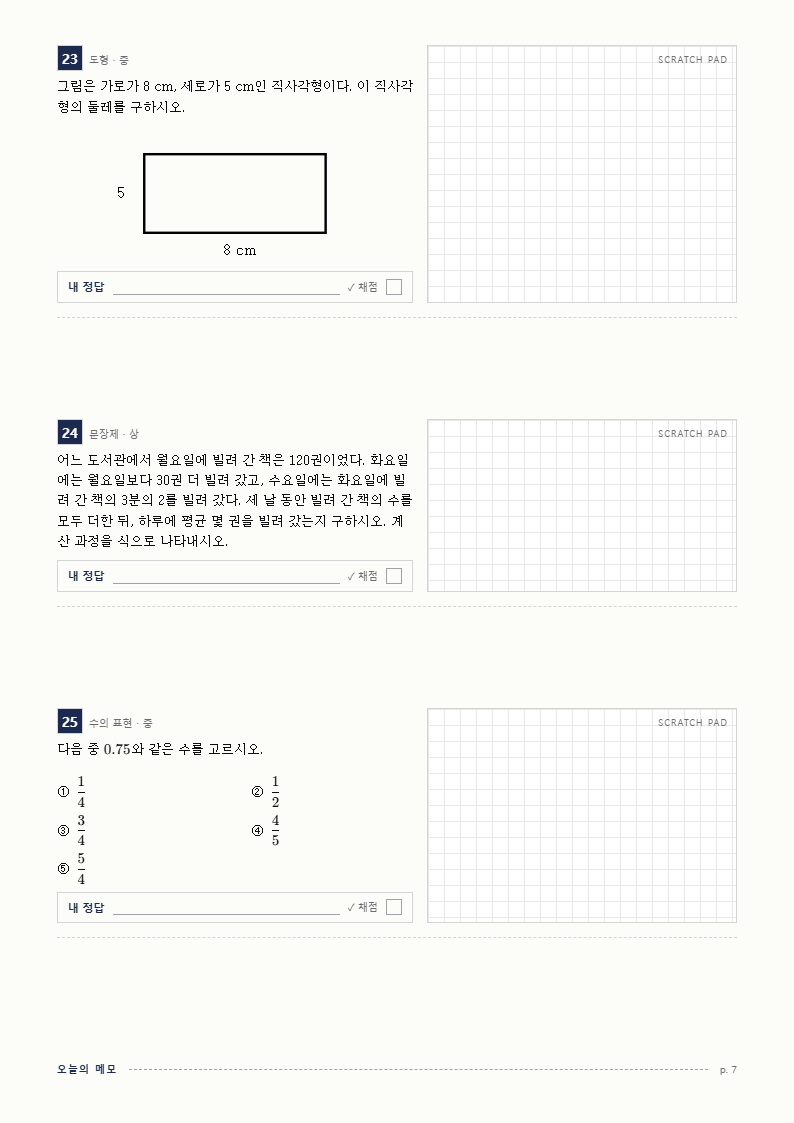 23 도형 · 중
SCRATCH PAD
그림은 가로가 8 cm, 세로가 5 cm인 직사각형이다. 이 직사각
형의 둘레를 구하시오.
5
8 cm
내 정답 ✓ 채점
24 문장제 · 상
SCRATCH PAD
어느 도서관에서 월요일에 빌려 간 책은 120권이었다. 화요일
에는 월요일보다 30권 더 빌려 갔고, 수요일에는 화요일에 빌
려 간 책의 3분의 2를 빌려 갔다. 세 날 동안 빌려 간 책의 수를
모두 더한 뒤, 하루에 평균 몇 권을 빌려 갔는지 구하시오. 계
산 과정을 식으로 나타내시오.
내 정답 ✓ 채점
25 수의 표현 · 중
SCRATCH PAD
다음 중 0.75와 같은 수를 고르시오.
① 1/4 ② 1/2
③ 3/4 ④ 4/5
⑤ 5/4
내 정답 ✓ 채점
오늘의 메모 p. 7